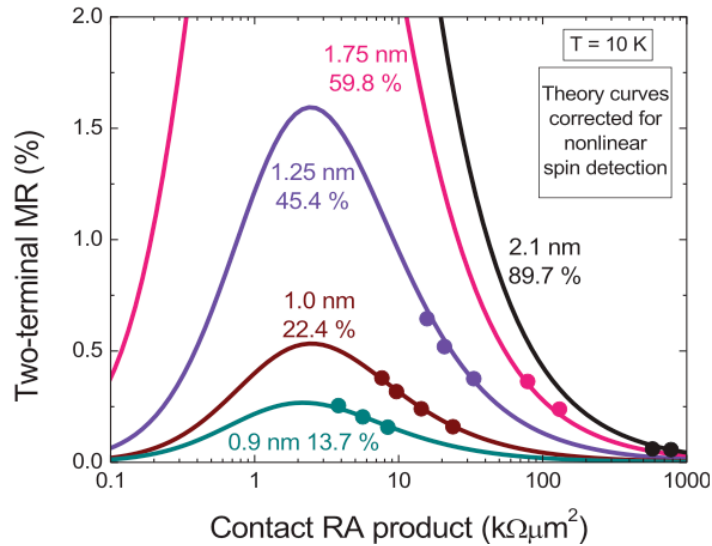 2.0
1.5
1.0
0.5
0.0
Two-terminal MR (%)
1.75 nm
59.8 %
1.25 nm
45.4 %
1.0 nm
22.4 %
0.9 nm 13.7 %
2.1 nm
89.7 %
T = 10 K
Theory curves
corrected for
nonlinear
spin detection
0.1
1
10
100
1000
Contact RA product (kΩμm²)